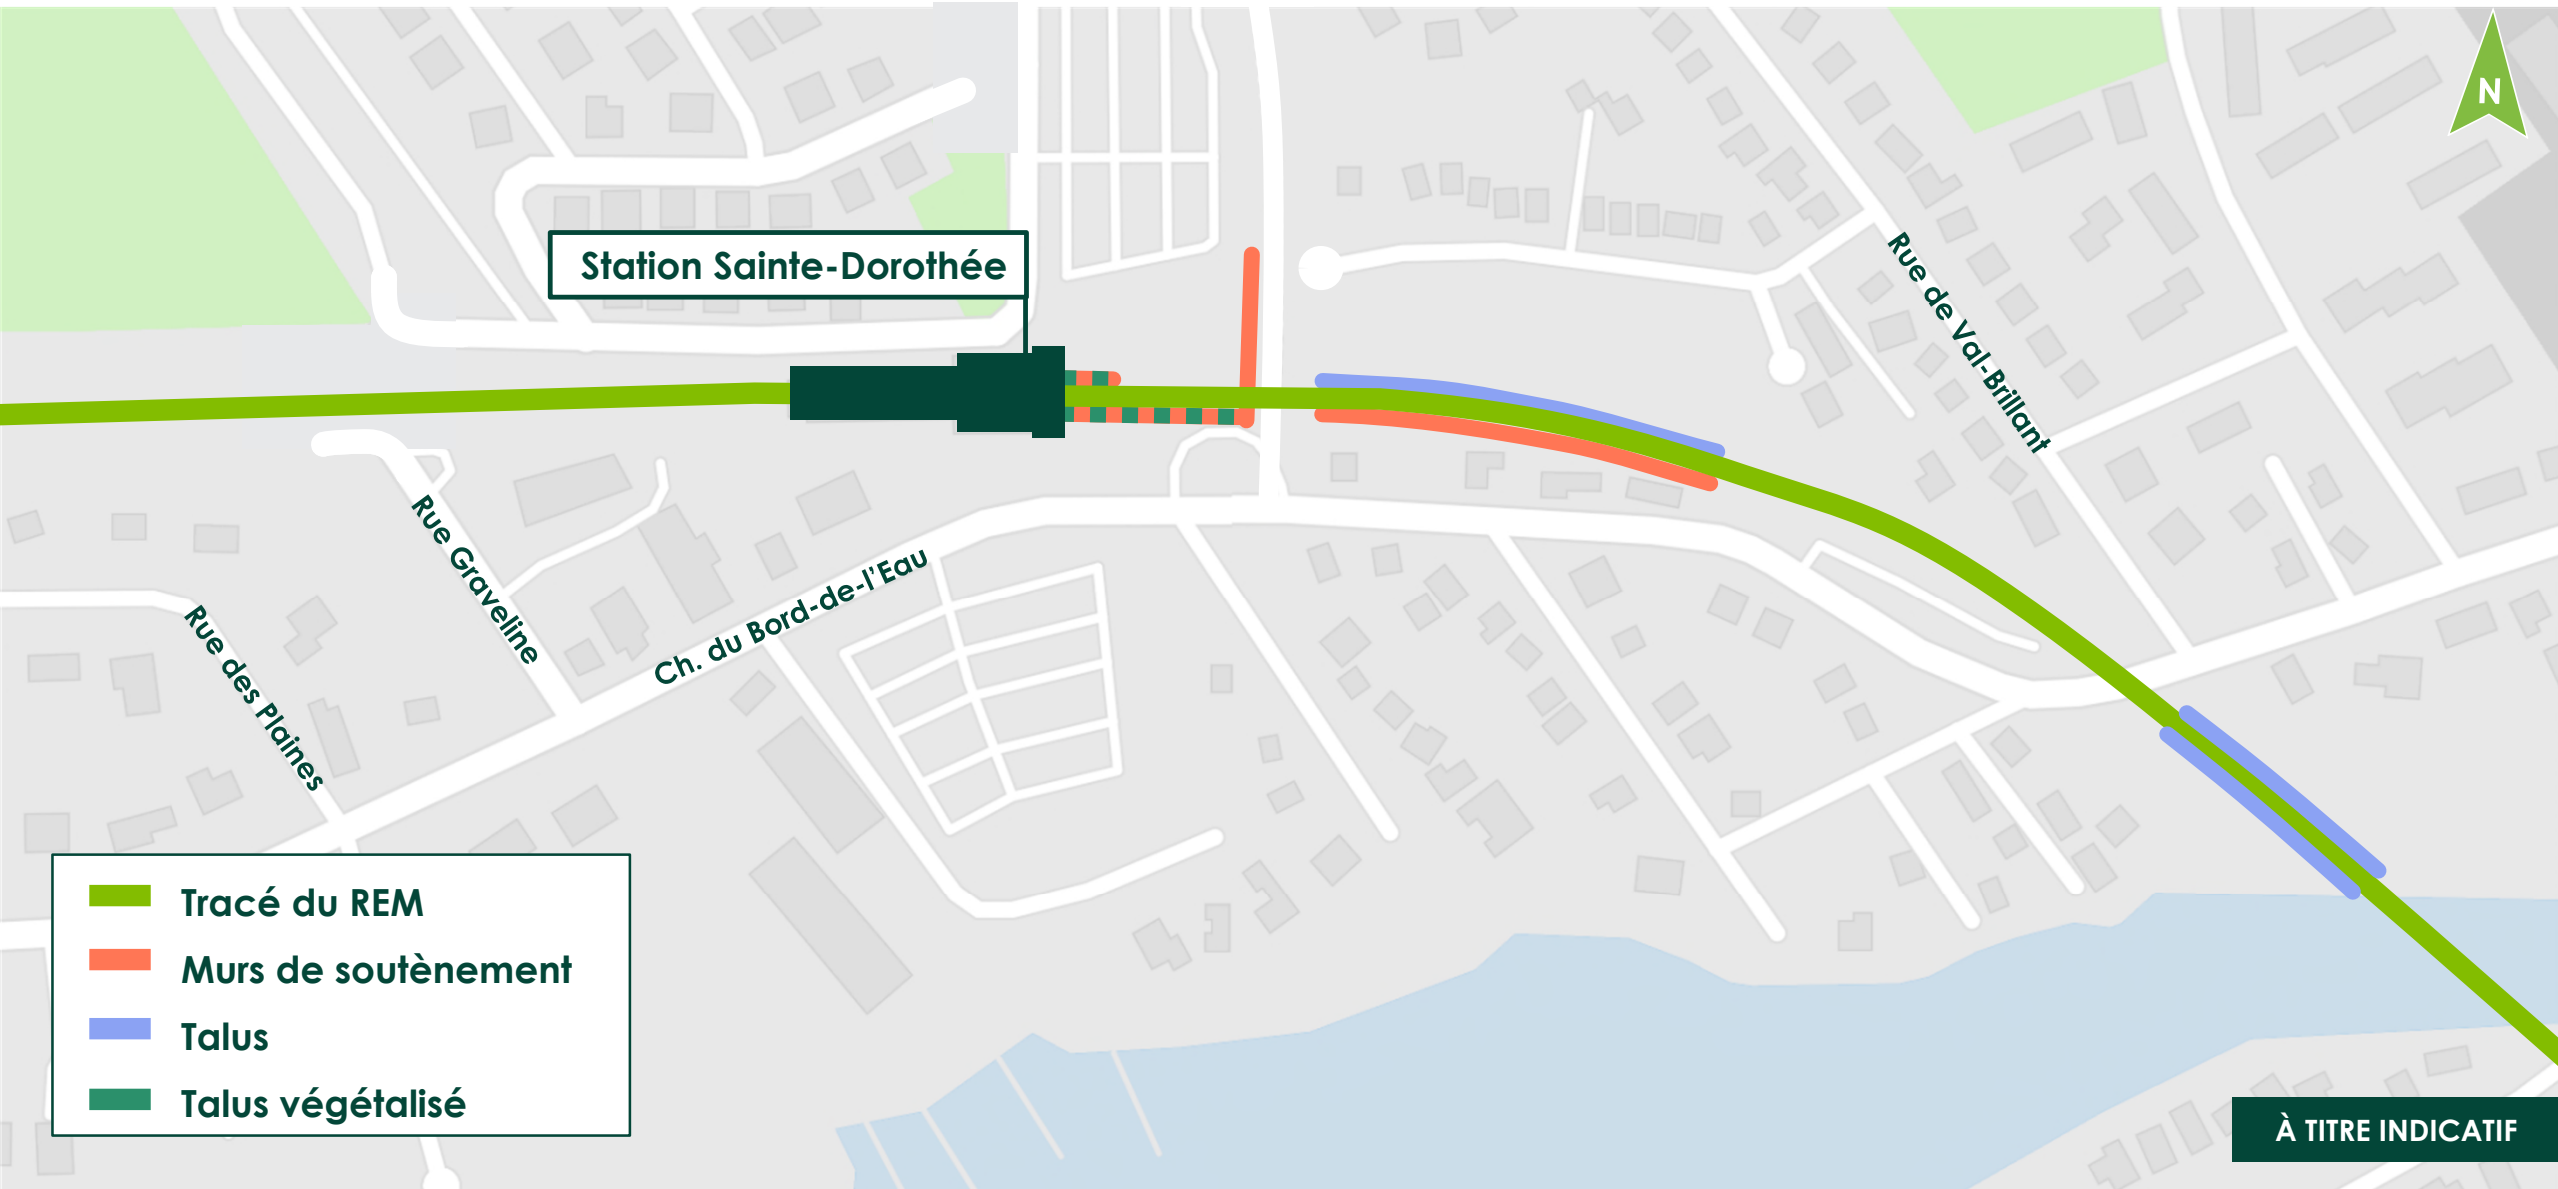 N
Station Sainte-Dorothée
Rue de Val-Brillant
Rue Graveline
Ch. du Bord-de-l'Eau
Rue des Plaines
Tracé du REM
Murs de soutènement
Talus
Talus végétalisé
À TITRE INDICATIF